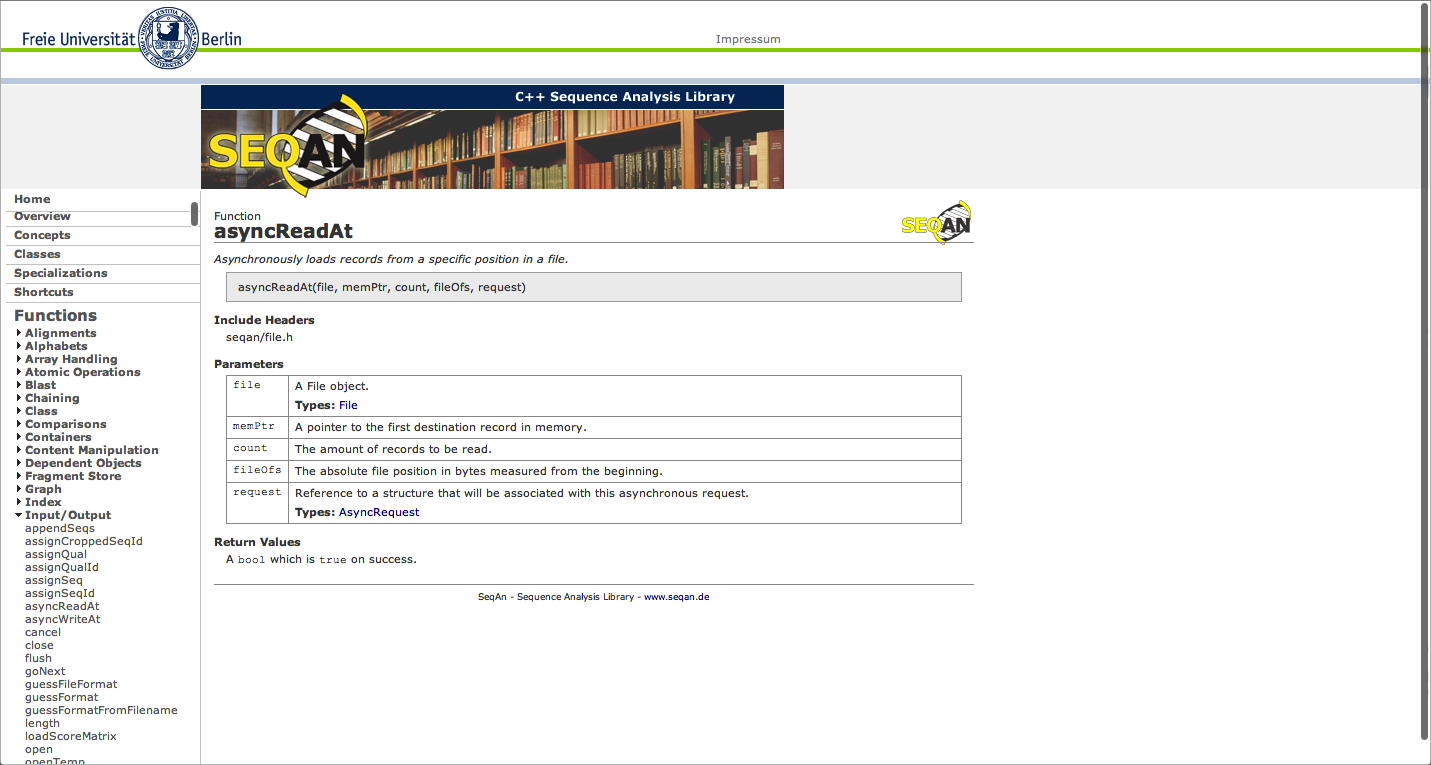 Freie Universität Berlin
Impressum
C++ Sequence Analysis Library
SEQAN
Home
Overview
Concepts
Classes
Specializations
Shortcuts
Functions
Alignments
Alphabets
Array Handling
Atomic Operations
Blast
Chaining
Class
Comparisons
Containers
Content Manipulation
Dependent Objects
Fragment Store
Graph
Index
Input/Output
appendSeqs
assignCroppedSeqId
assignQual
assignQualId
assignSeq
assignSeqId
asyncReadAt
asyncWriteAt
cancel
close
flush
goNext
guessFileFormat
guessFormat
guessFormatFromFilename
length
loadScoreMatrix
open
openTemp
Function
asyncReadAt
SEQAN
Asynchronously loads records from a specific position in a file.
asyncReadAt(file, memPtr, count, fileOfs, request)
Include Headers
seqan/file.h
Parameters
file A File object.
Types: File
memPtr A pointer to the first destination record in memory.
count The amount of records to be read.
fileOfs The absolute file position in bytes measured from the beginning.
request Reference to a structure that will be associated with this asynchronous request.
Types: AsyncRequest
Return Values
A bool which is true on success.
SeqAn - Sequence Analysis Library - www.seqan.de